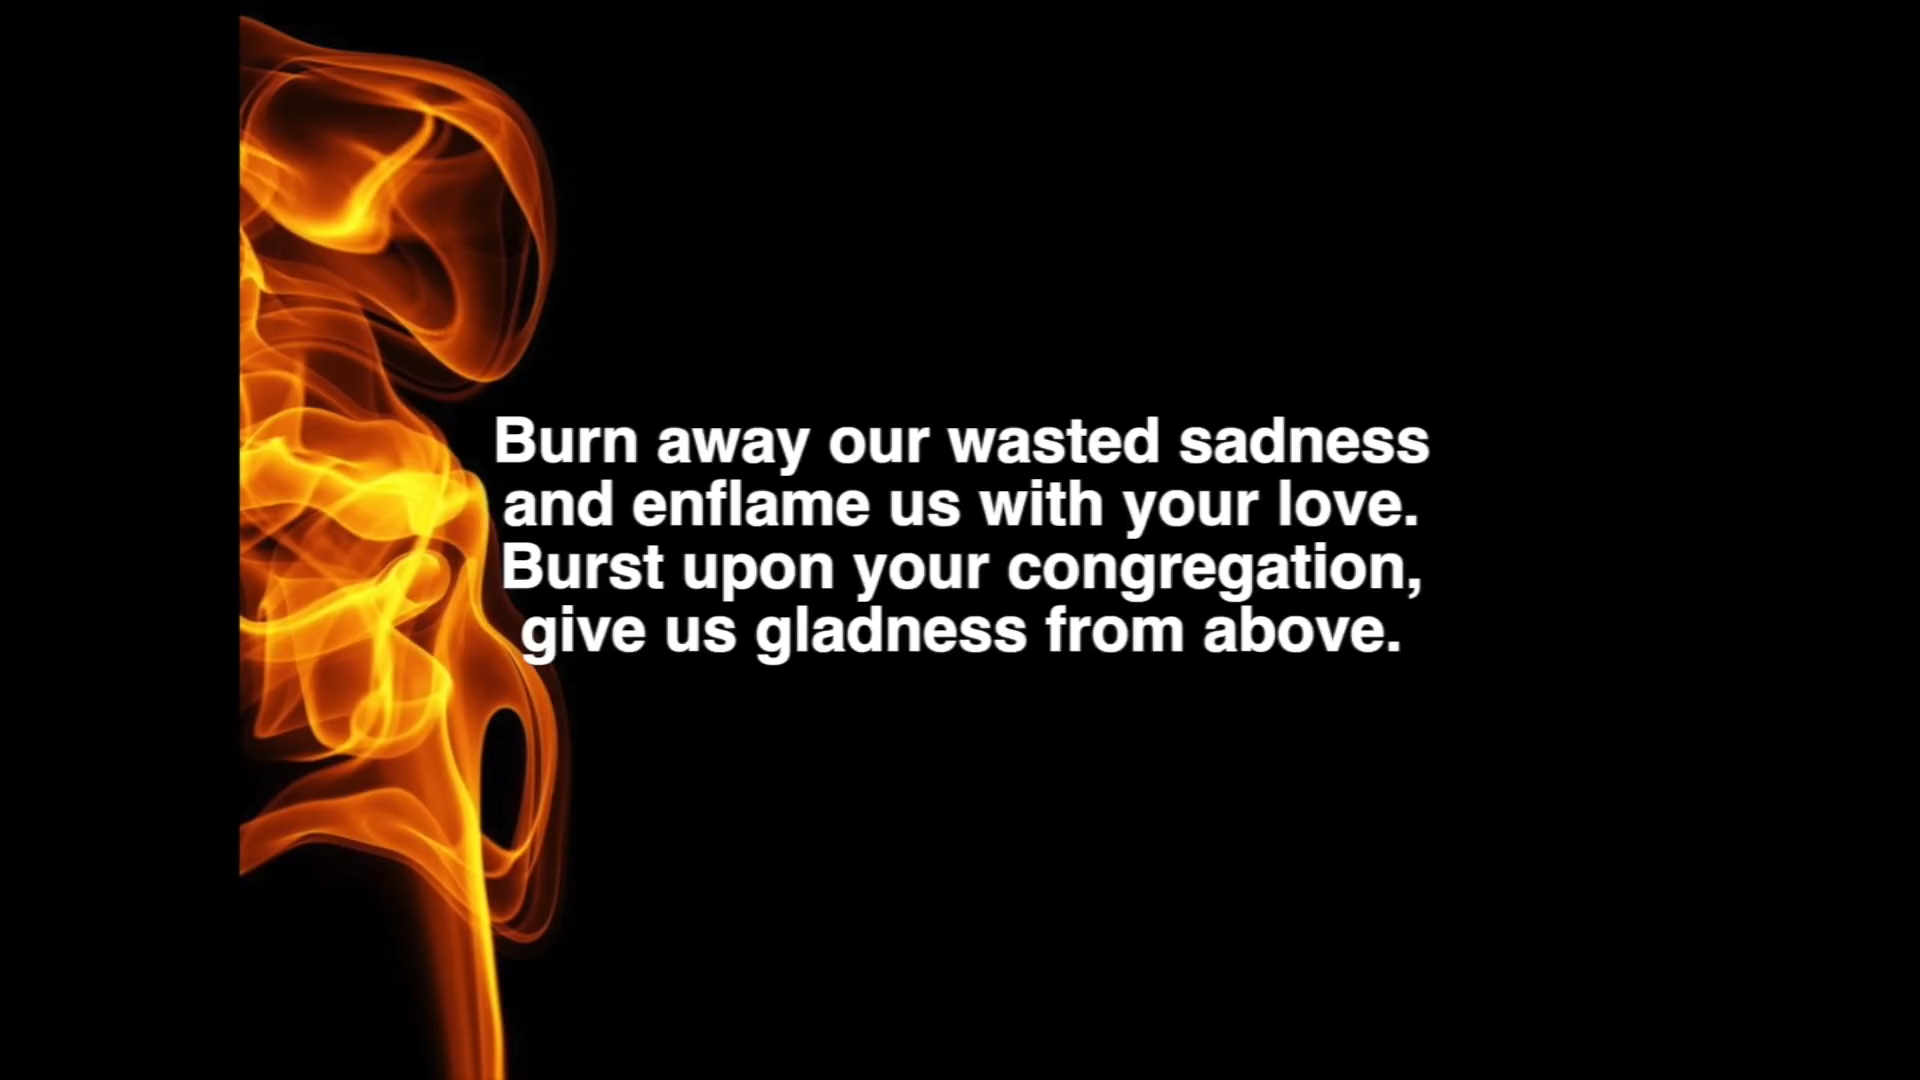 Burn away our wasted sadness
and enflame us with your love.
Burst upon your congregation,
give us gladness from above.